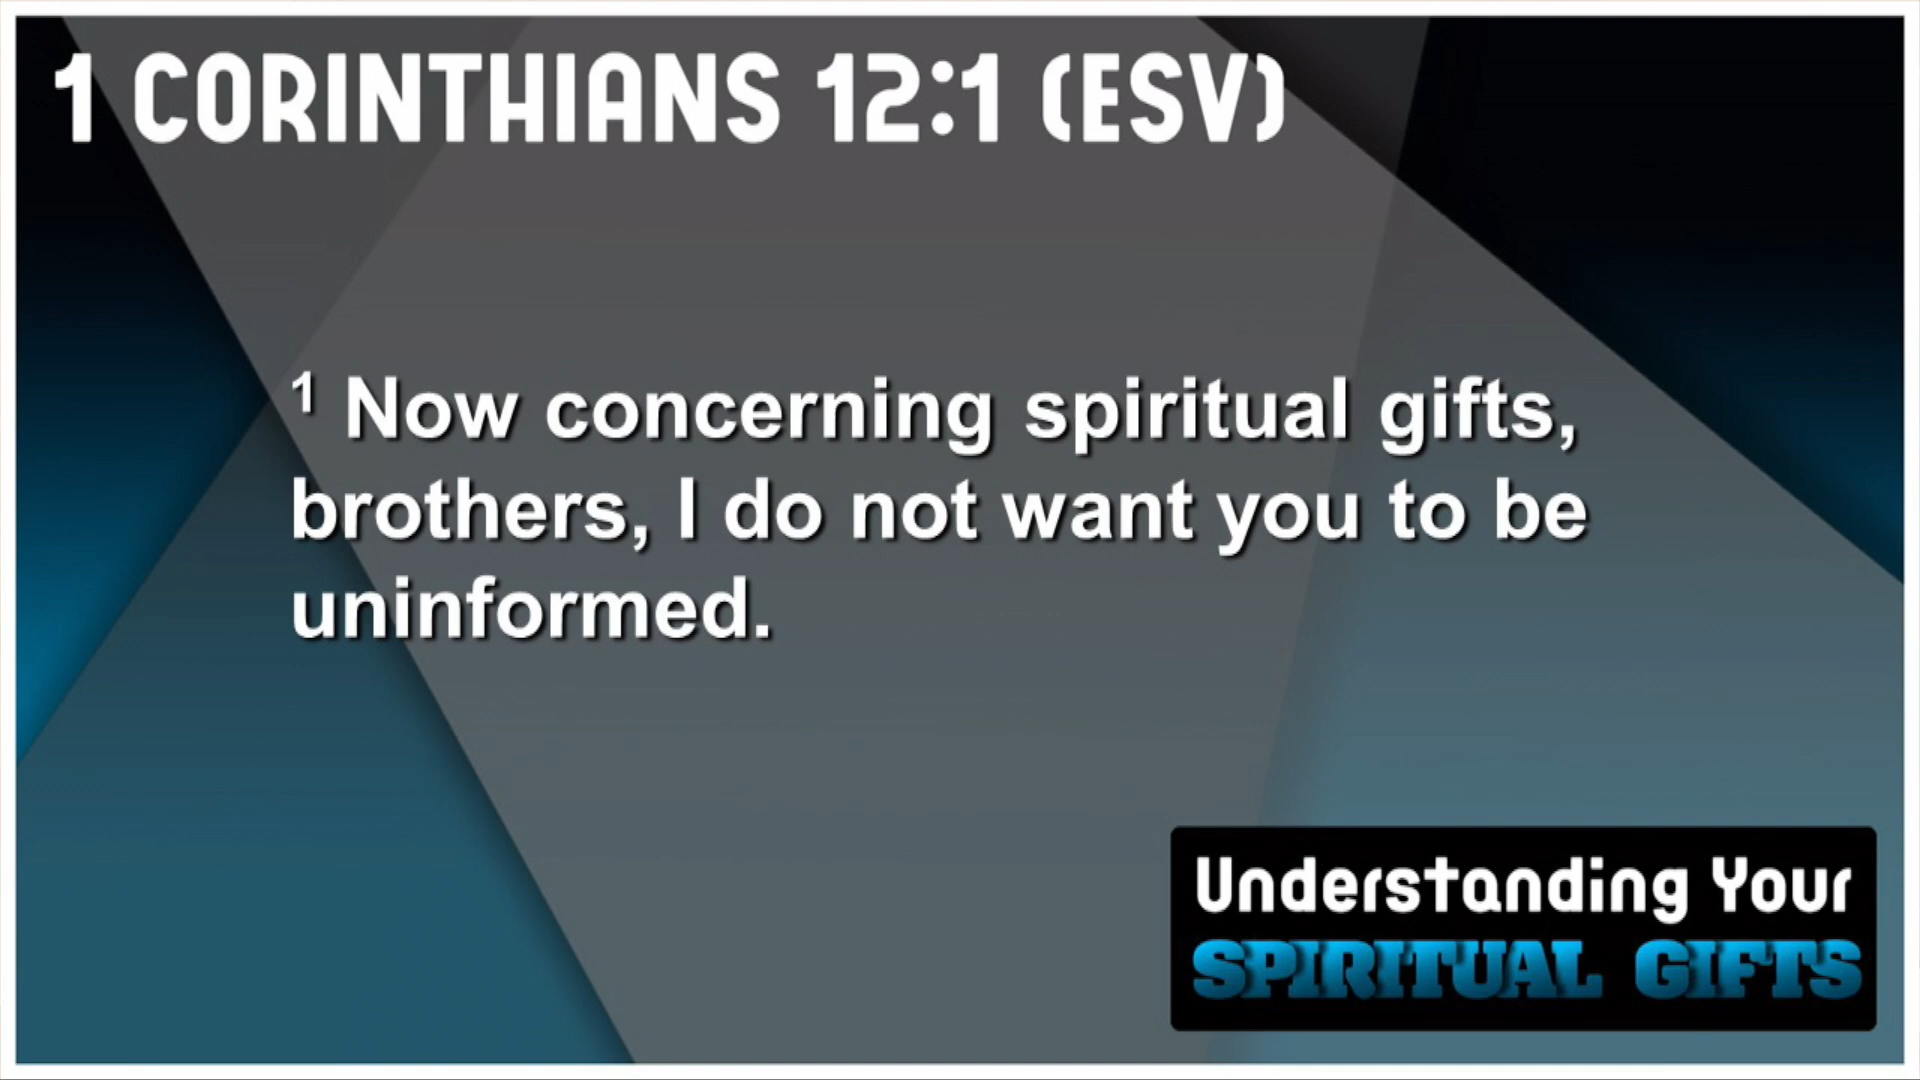 1 CORINTHIANS 12:1 (ESV)
1 Now concerning spiritual gifts,
brothers, I do not want you to be
uninformed.
Understanding Your
SPIRITUAL GIFTS